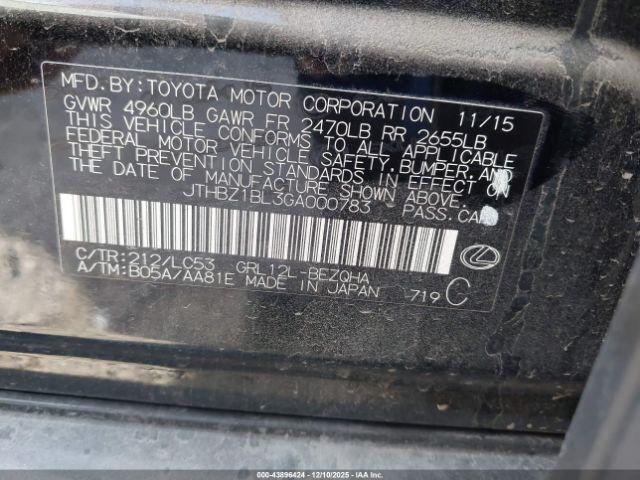 MFD.BY:TOYOTA MOTOR CORPORATION 11/15
GVWR 4960LB GAWR FR 2470LB RR 2655LB
THIS VEHICLE CONFORMS TO ALL APPLICABLE
FEDERAL MOTOR VEHICLE SAFETY,BUMPER,AND
THEFT PREVENTION STANDARDS IN EFFECT ON
THE DATE OF MANUFACTURE SHOWN ABOVE.
JTHBZ1BL3GA000783 PASS.CAR
C/TR:212/LC53 GRL12L-BEZQHA
A/TM:B05A/AA81E MADE IN JAPAN 719 C
00-43896424 - 12/10/2025 - IAAI.COM